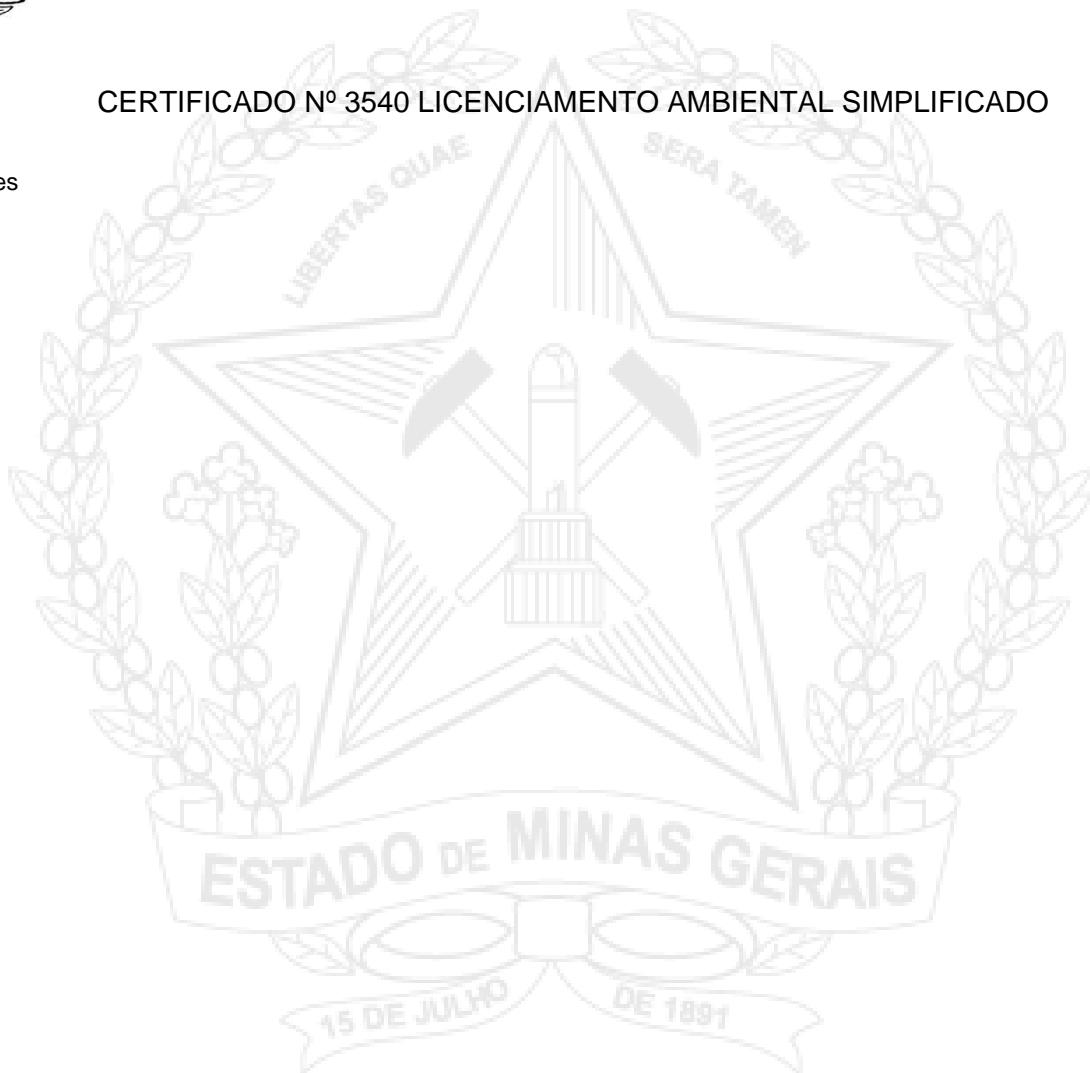 CERTIFICADO Nº 3540 LICENCIAMENTO AMBIENTAL SIMPLIFICADO
es
LIBERTAS QUAE SERA TAMEN
ESTADO DE MINAS GERAIS
15 DE JULHO DE 1891